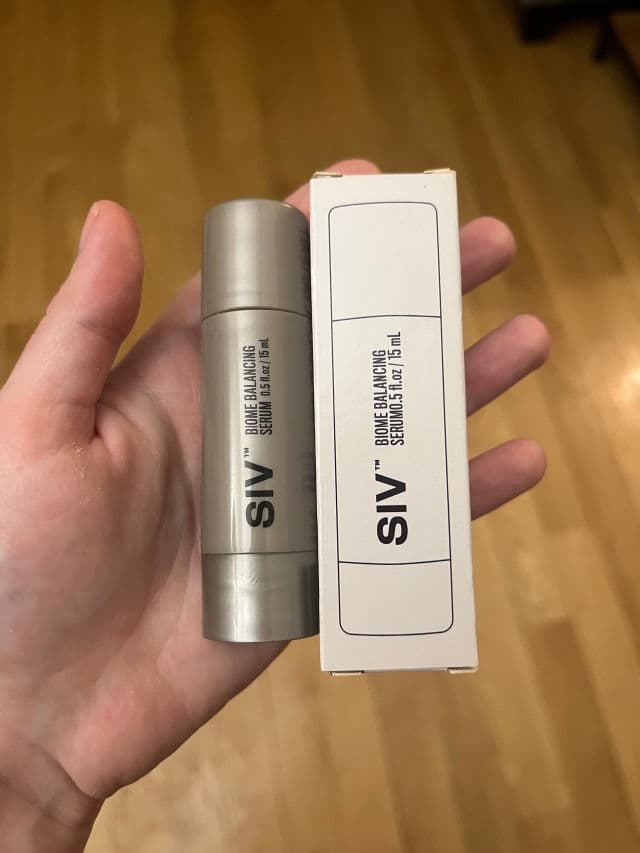 SIV™
BIOME BALANCING
SERUM 0.5 fl.oz / 15 mL
SIV™
BIOME BALANCING
SERUM0.5 fl.oz / 15 mL